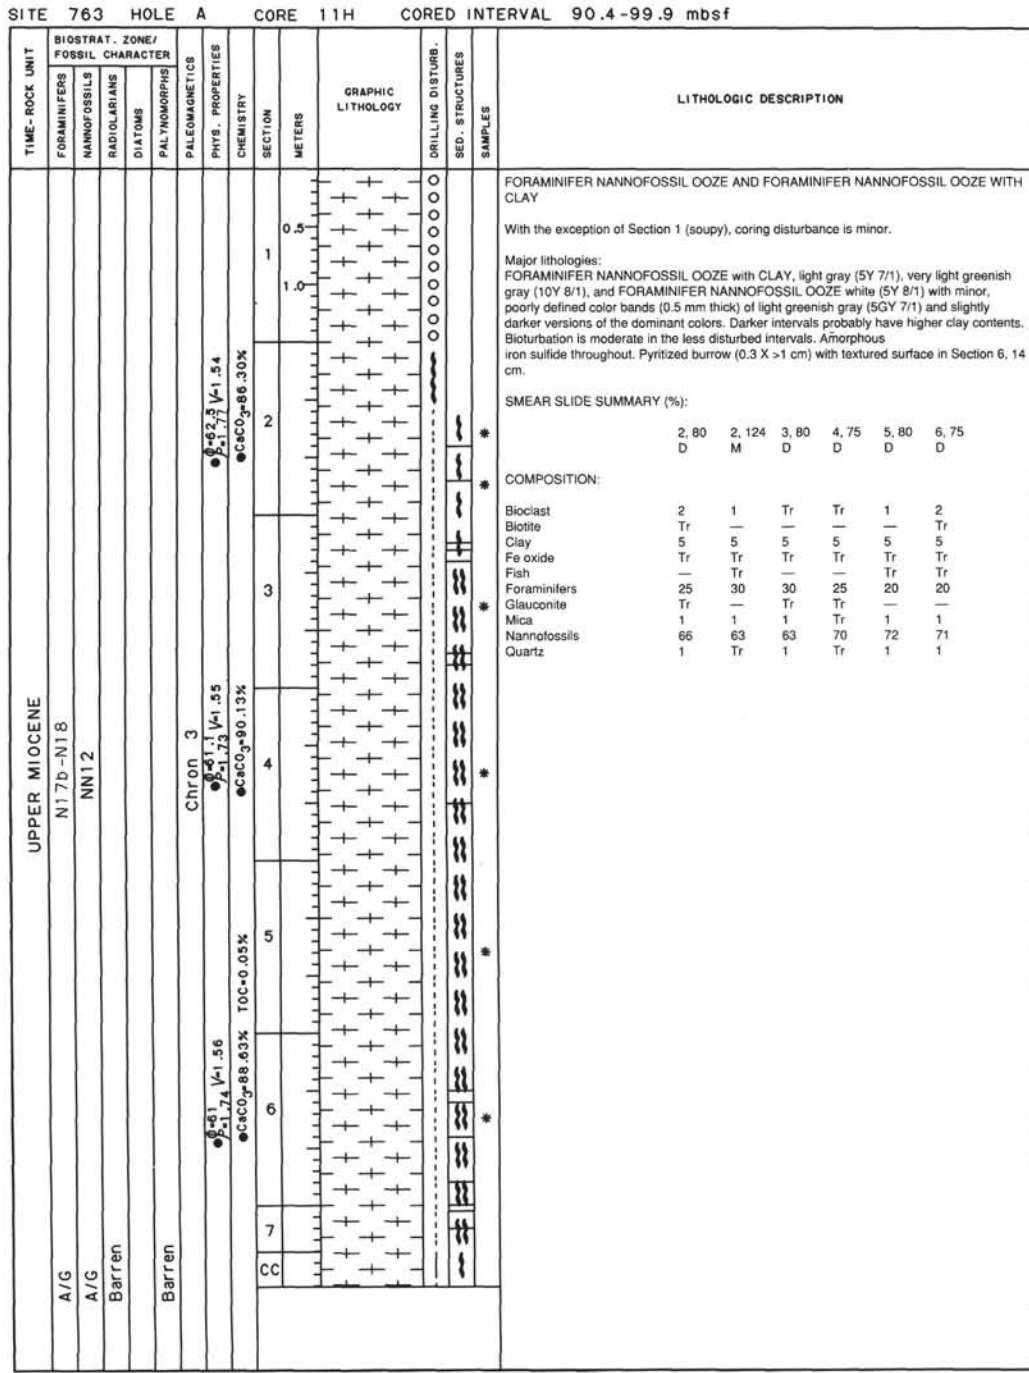 SITE 763 HOLE A CORE 11H CORED INTERVAL 90.4-99.9 mbsf
TIME-ROCK UNIT
BIOSTRAT. ZONE/
FOSSIL CHARACTER
FORAMINIFERS
NANNOFOSSILS
RADIOLARIANS
DIATOMS
PALYNOMORPHS
PALEOMAGNETICS
PHYS. PROPERTIES
CHEMISTRY
SECTION
METERS
GRAPHIC
LITHOLOGY
DRILLING DISTURB.
SED. STRUCTURES
SAMPLES
LITHOLOGIC DESCRIPTION
UPPER MIOCENE
N17b-N18
A/G
NN12
A/G
Barren
Barren
Chron 3
●Φ=62.5 V=1.54
ρ=1.77
●Φ=61.1 V=1.55
ρ=1.73
●Φ=61 V=1.56
ρ=1.74
●CaCO₃=86.30%
●CaCO₃=90.13%
●CaCO₃=88.63% TOC=0.05%
1
2
3
4
5
6
7
CC
0.5
1.0
FORAMINIFER NANNOFOSSIL OOZE AND FORAMINIFER NANNOFOSSIL OOZE WITH
CLAY
With the exception of Section 1 (soupy), coring disturbance is minor.
Major lithologies:
FORAMINIFER NANNOFOSSIL OOZE with CLAY, light gray (5Y 7/1), very light greenish
gray (10Y 8/1), and FORAMINIFER NANNOFOSSIL OOZE white (5Y 8/1) with minor,
poorly defined color bands (0.5 mm thick) of light greenish gray (5GY 7/1) and slightly
darker versions of the dominant colors. Darker intervals probably have higher clay contents.
Bioturbation is moderate in the less disturbed intervals. Amorphous
iron sulfide throughout. Pyritized burrow (0.3 X >1 cm) with textured surface in Section 6, 14
cm.
SMEAR SLIDE SUMMARY (%):
2, 80 2, 124 3, 80 4, 75 5, 80 6, 75
D M D D D D
COMPOSITION:
Bioclast 2 1 Tr Tr 1 2
Biotite Tr — — — — Tr
Clay 5 5 5 5 5 5
Fe oxide Tr Tr Tr Tr Tr Tr
Fish — Tr — — Tr Tr
Foraminifers 25 30 30 25 20 20
Glauconite Tr — Tr Tr — —
Mica 1 1 1 Tr 1 1
Nannofossils 66 63 63 70 72 71
Quartz 1 Tr 1 Tr 1 1